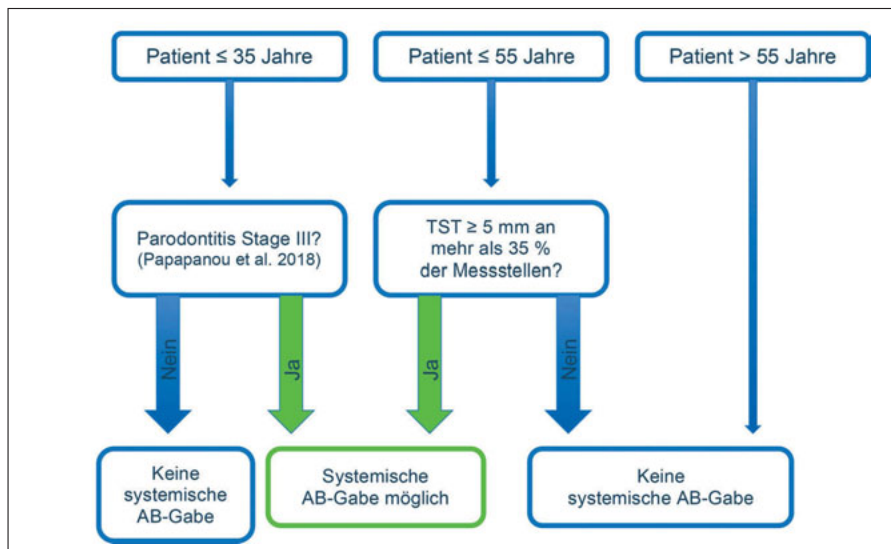 Patient ≤ 35 Jahre
Patient ≤ 55 Jahre
Patient > 55 Jahre
Parodontitis Stage III?
(Papapanou et al. 2018)
TST ≥ 5 mm an
mehr als 35 %
der Messstellen?
Nein
Ja
Ja
Nein
Keine
systemische
AB-Gabe
Systemische
AB-Gabe möglich
Keine
systemische AB-Gabe